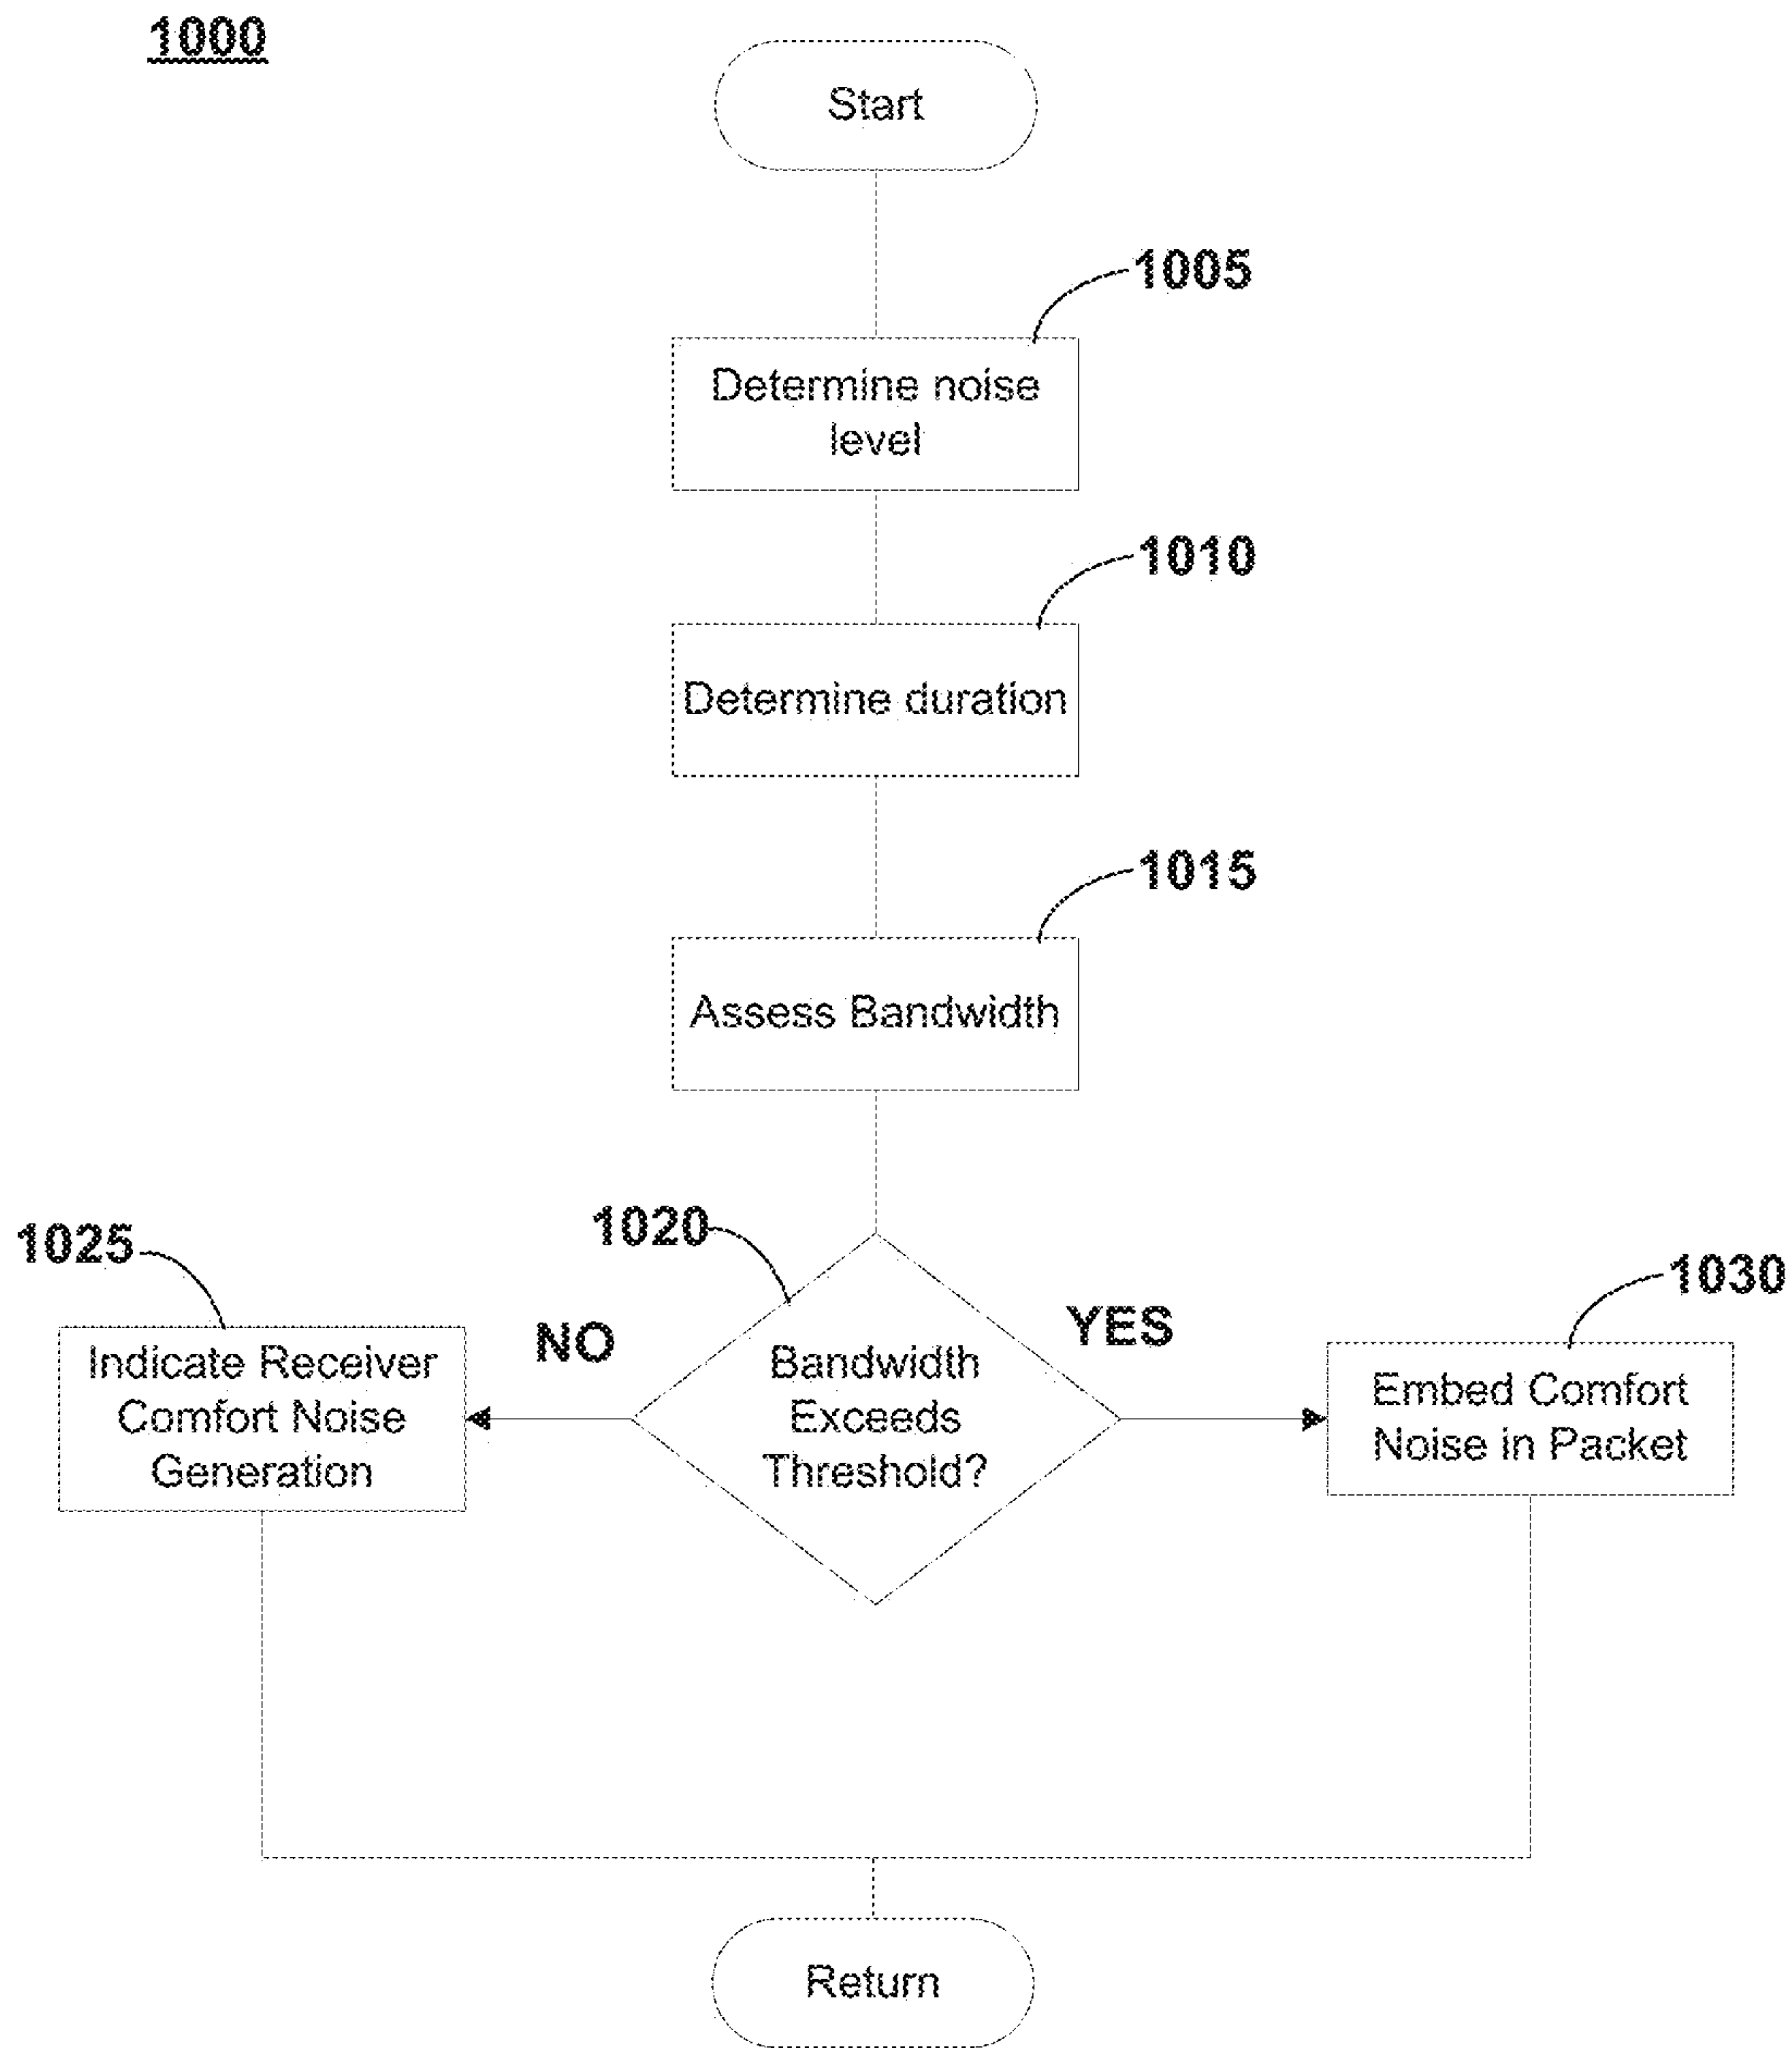 1000
Start
1005
Determine noise
level
1010
Determine duration
1015
Assess Bandwidth
1020
1025
1030
NO
YES
Indicate Receiver
Comfort Noise
Generation
Bandwidth
Exceeds
Threshold?
Embed Comfort
Noise in Packet
Return